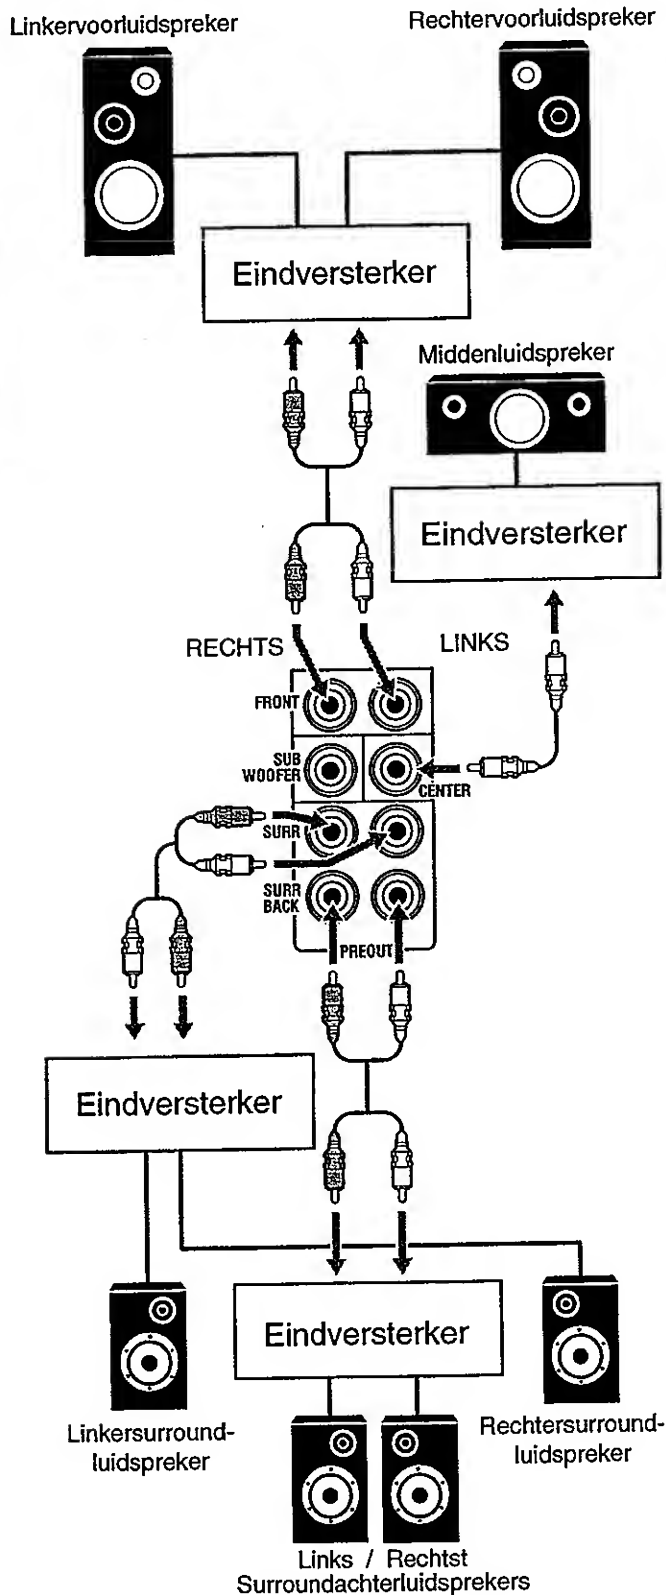 Linkervoorluidspreker
Rechtervoorluidspreker
Eindversterker
Middenluidspreker
Eindversterker
RECHTS
LINKS
FRONT
SUB
WOOFER
CENTER
SURR
SURR
BACK
PREOUT
Eindversterker
Eindversterker
Linkersurround-
luidspreker
Rechtersurround-
luidspreker
Links / Rechtst
Surroundachterluidsprekers